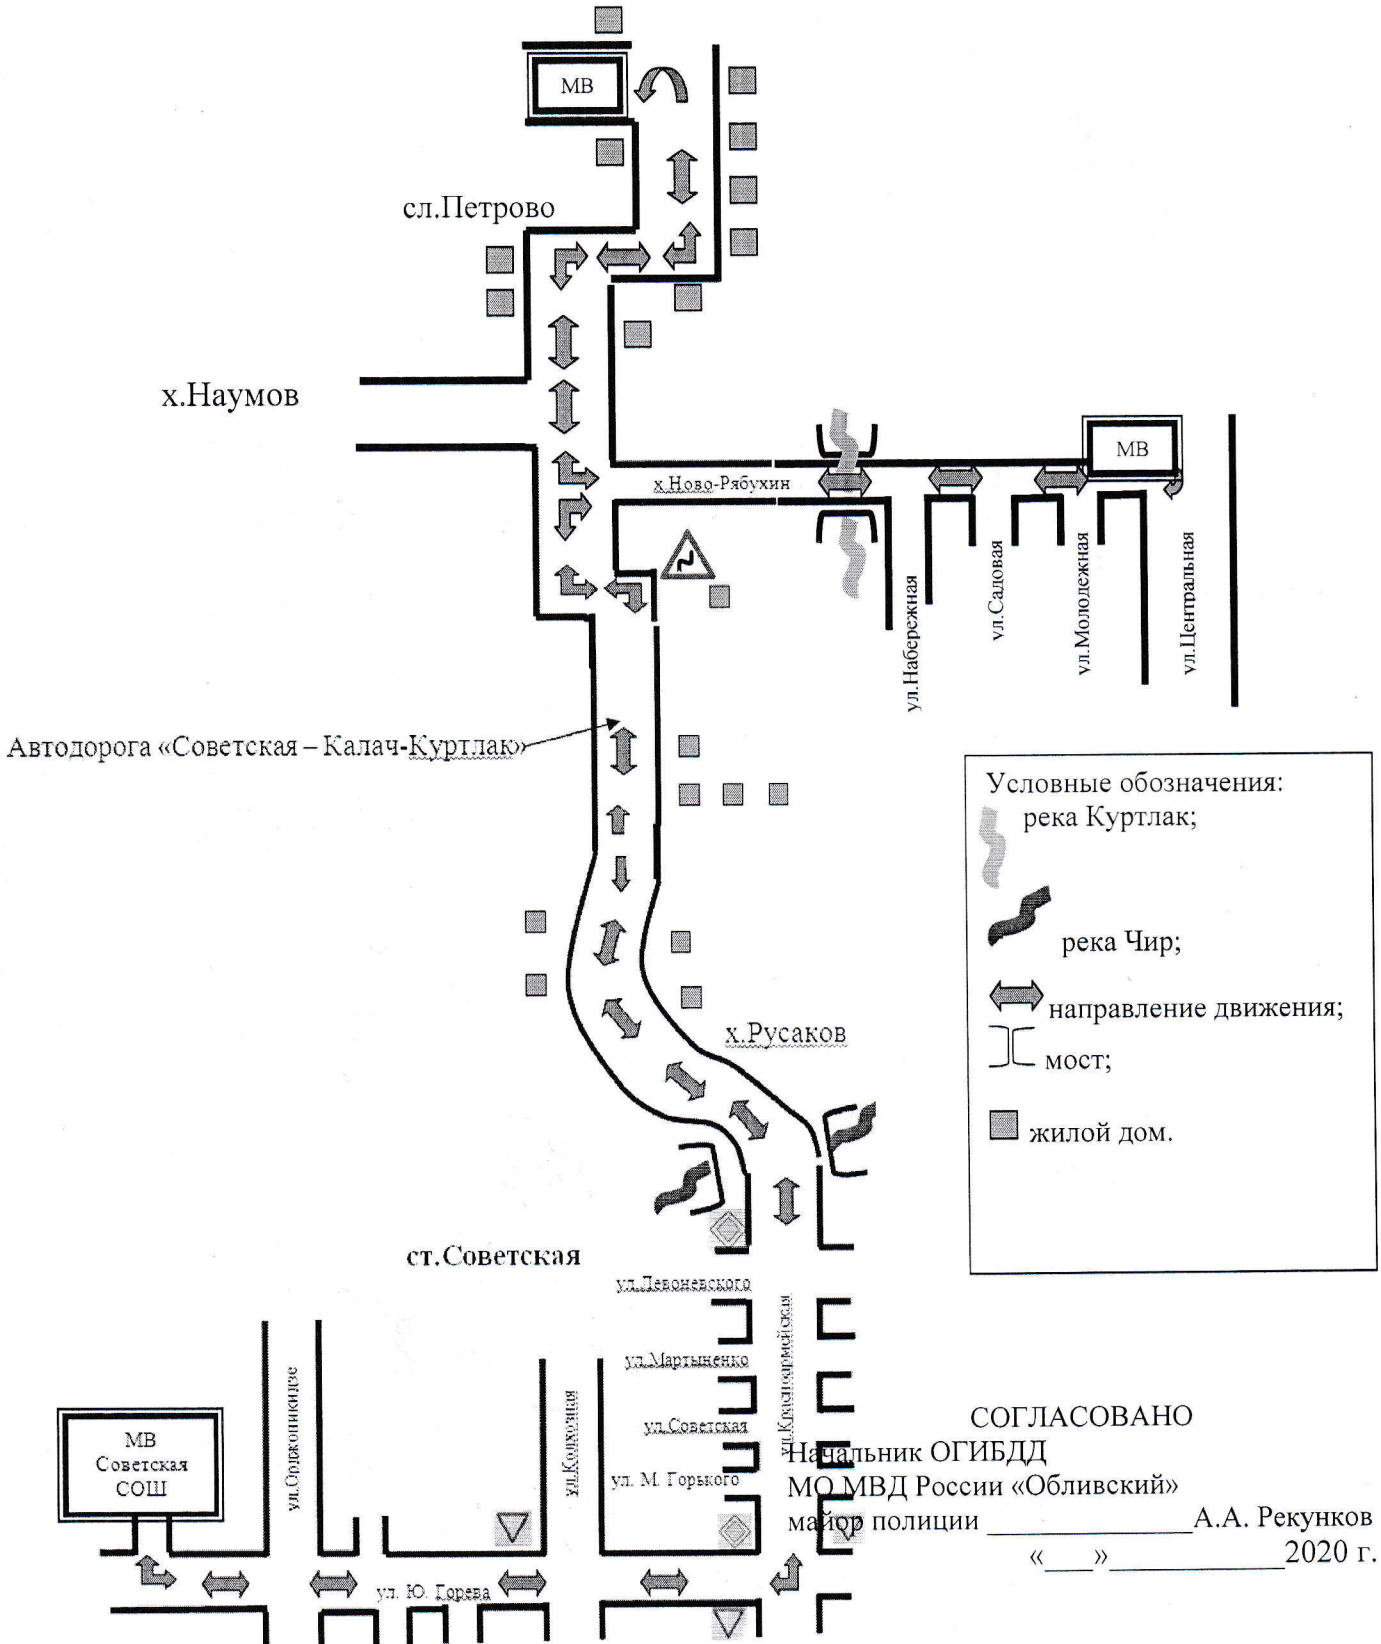 МВ
сл.Петрово
х.Наумов
МВ
х.Ново-Рябухин
ул.Набережная
ул.Садовая
ул.Молодежная
ул.Центральная
Автодорога «Советская – Калач-Куртлак»
Условные обозначения:
река Куртлак;
река Чир;
направление движения;
мост;
жилой дом.
х.Русаков
ст.Советская
ул.Левоневского
ул.Мартыненко
ул.Советская
ул. М. Горького
ул.Красноармейская
ул.Орджоникидзе
ул.Колхозная
МВ
Советская
СОШ
ул. Ю. Горева
СОГЛАСОВАНО
Начальник ОГИБДД
МО МВД России «Обливский»
майор полиции _______________А.А. Рекунков
«___»_____________2020 г.